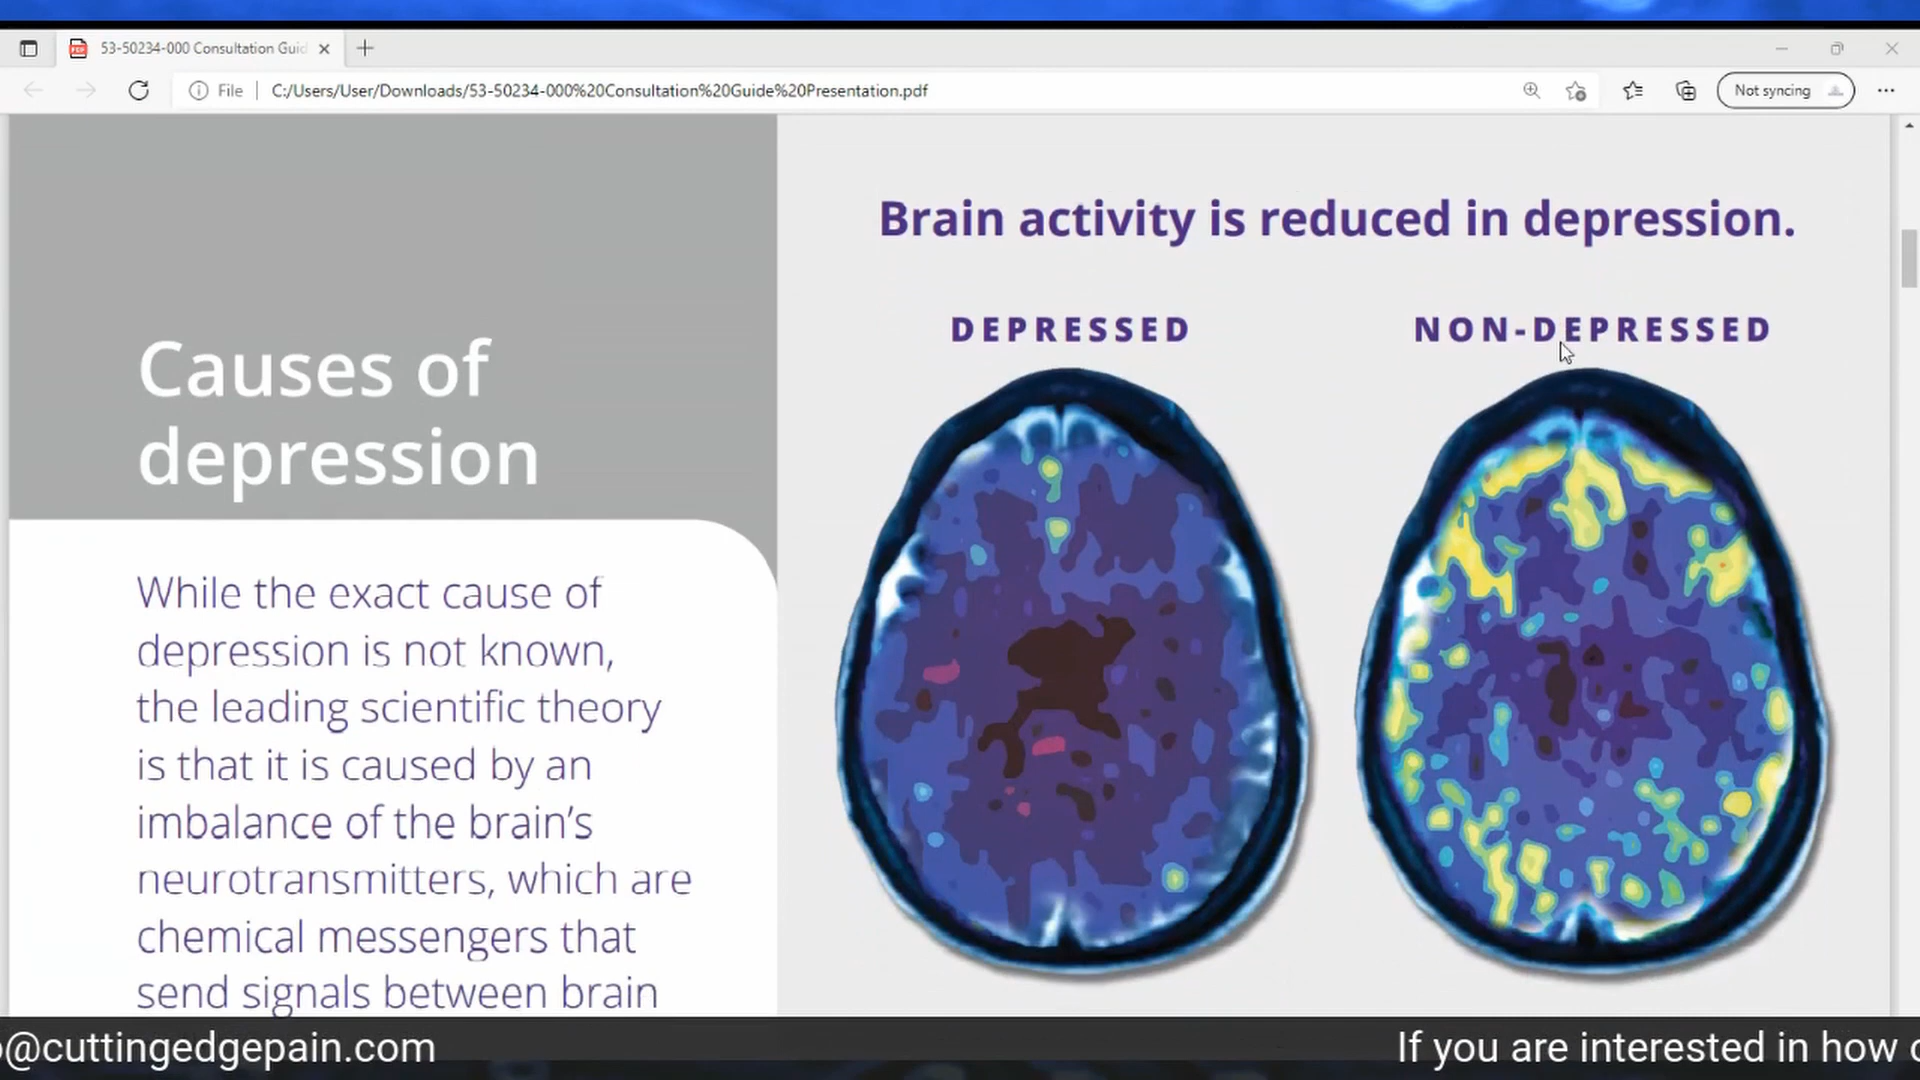 53-50234-000 Consultation Guid
File
C:/Users/User/Downloads/53-50234-000%20Consultation%20Guide%20Presentation.pdf
Not syncing
Causes of
depression
While the exact cause of
depression is not known,
the leading scientific theory
is that it is caused by an
imbalance of the brain’s
neurotransmitters, which are
chemical messengers that
send signals between brain
Brain activity is reduced in depression.
DEPRESSED
NON-DEPRESSED
@cuttingedgepain.com
If you are interested in how